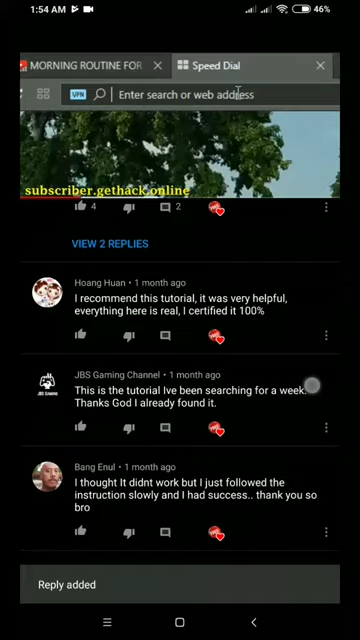 1:54 AM
46%
MORNING ROUTINE FOR
Speed Dial
VPN
Enter search or web address
subscriber.gethack.online
4
2
VIEW 2 REPLIES
Hoang Huan · 1 month ago
I recommend this tutorial, it was very helpful,
everything here is real, I certified it 100%
JBS Gaming Channel · 1 month ago
This is the tutorial Ive been searching for a week.
Thanks God I already found it.
Bang Enul · 1 month ago
I thought It didnt work but I just followed the
instruction slowly and I had success.. thank you so
bro
Reply added